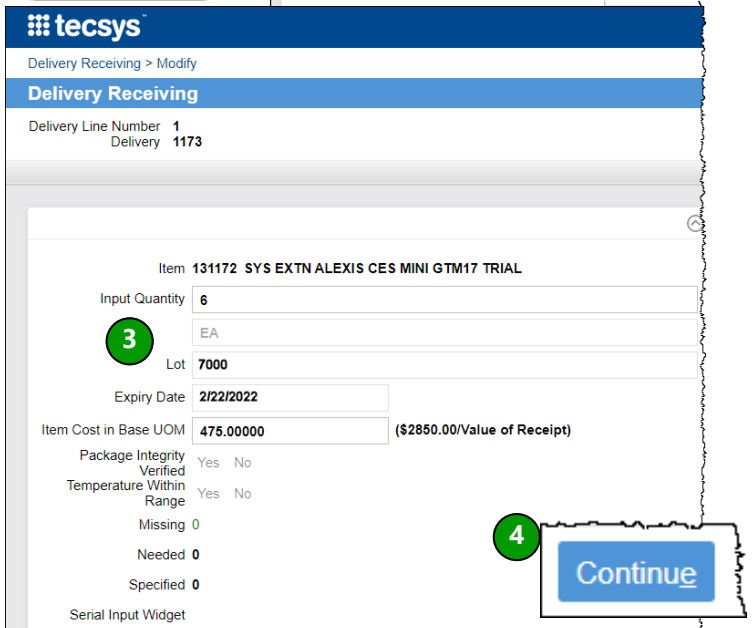 tecsys
Delivery Receiving > Modify
Delivery Receiving
Delivery Line Number 1
Delivery 1173
Item 131172 SYS EXTN ALEXIS CES MINI GTM17 TRIAL
Input Quantity 6
EA
3
Lot 7000
Expiry Date 2/22/2022
Item Cost in Base UOM 475.00000 ($2850.00/Value of Receipt)
Package Integrity
Verified Yes No
Temperature Within
Range Yes No
Missing 0
4
Needed 0
Continue
Specified 0
Serial Input Widget